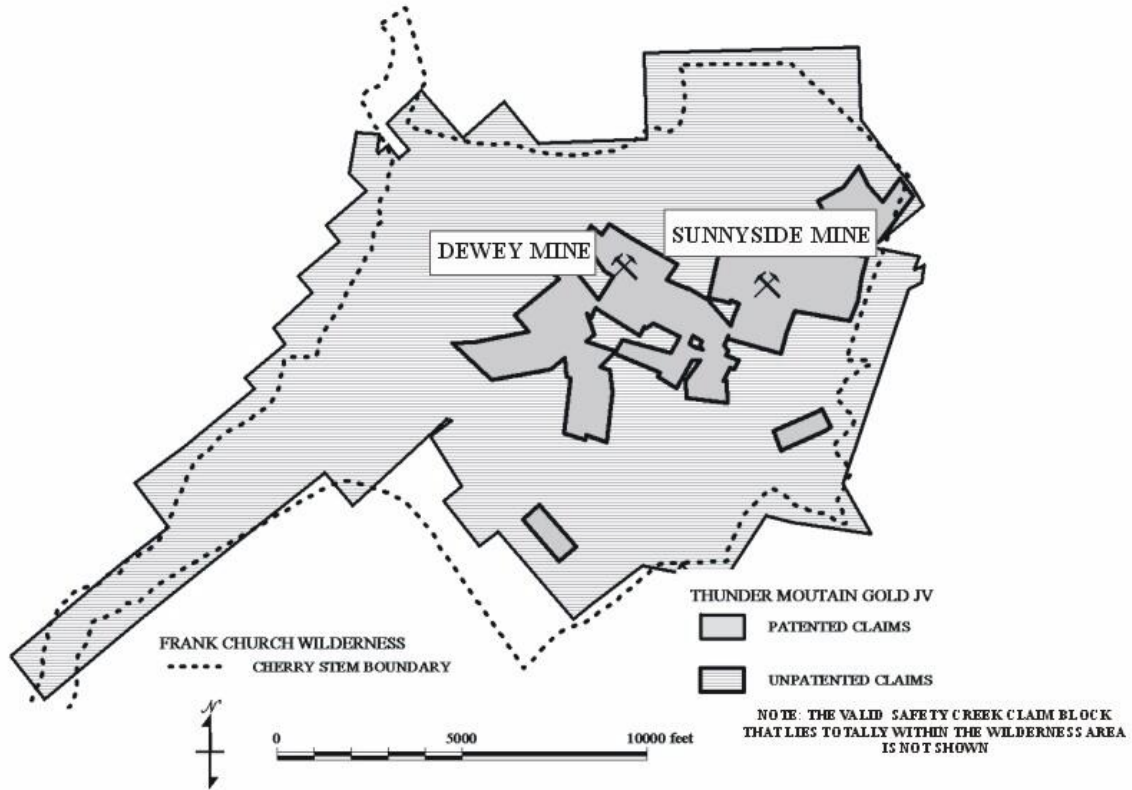 DEWEY MINE
SUNNYSIDE MINE
THUNDER MOUTAIN GOLD JV
PATENTED CLAIMS
UNPATENTED CLAIMS
FRANK CHURCH WILDERNESS
CHERRY STEM BOUNDARY
N
0 5000 10000 feet
NOTE: THE VALID SAFETY CREEK CLAIM BLOCK
THAT LIES TOTALLY WITHIN THE WILDERNESS AREA
IS NOT SHOWN